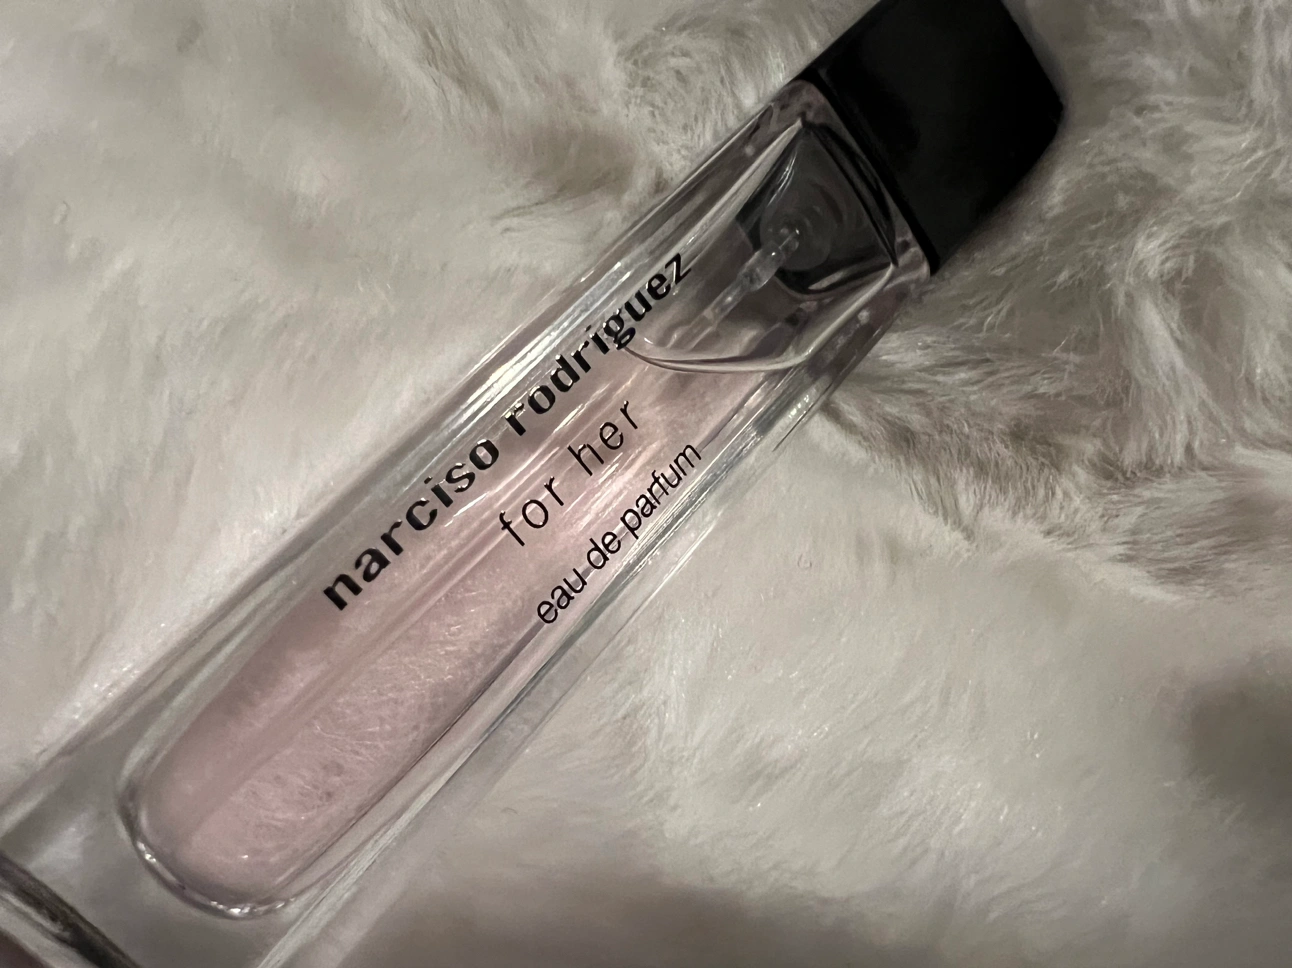 narciso rodriguez
for her
eau de parfum